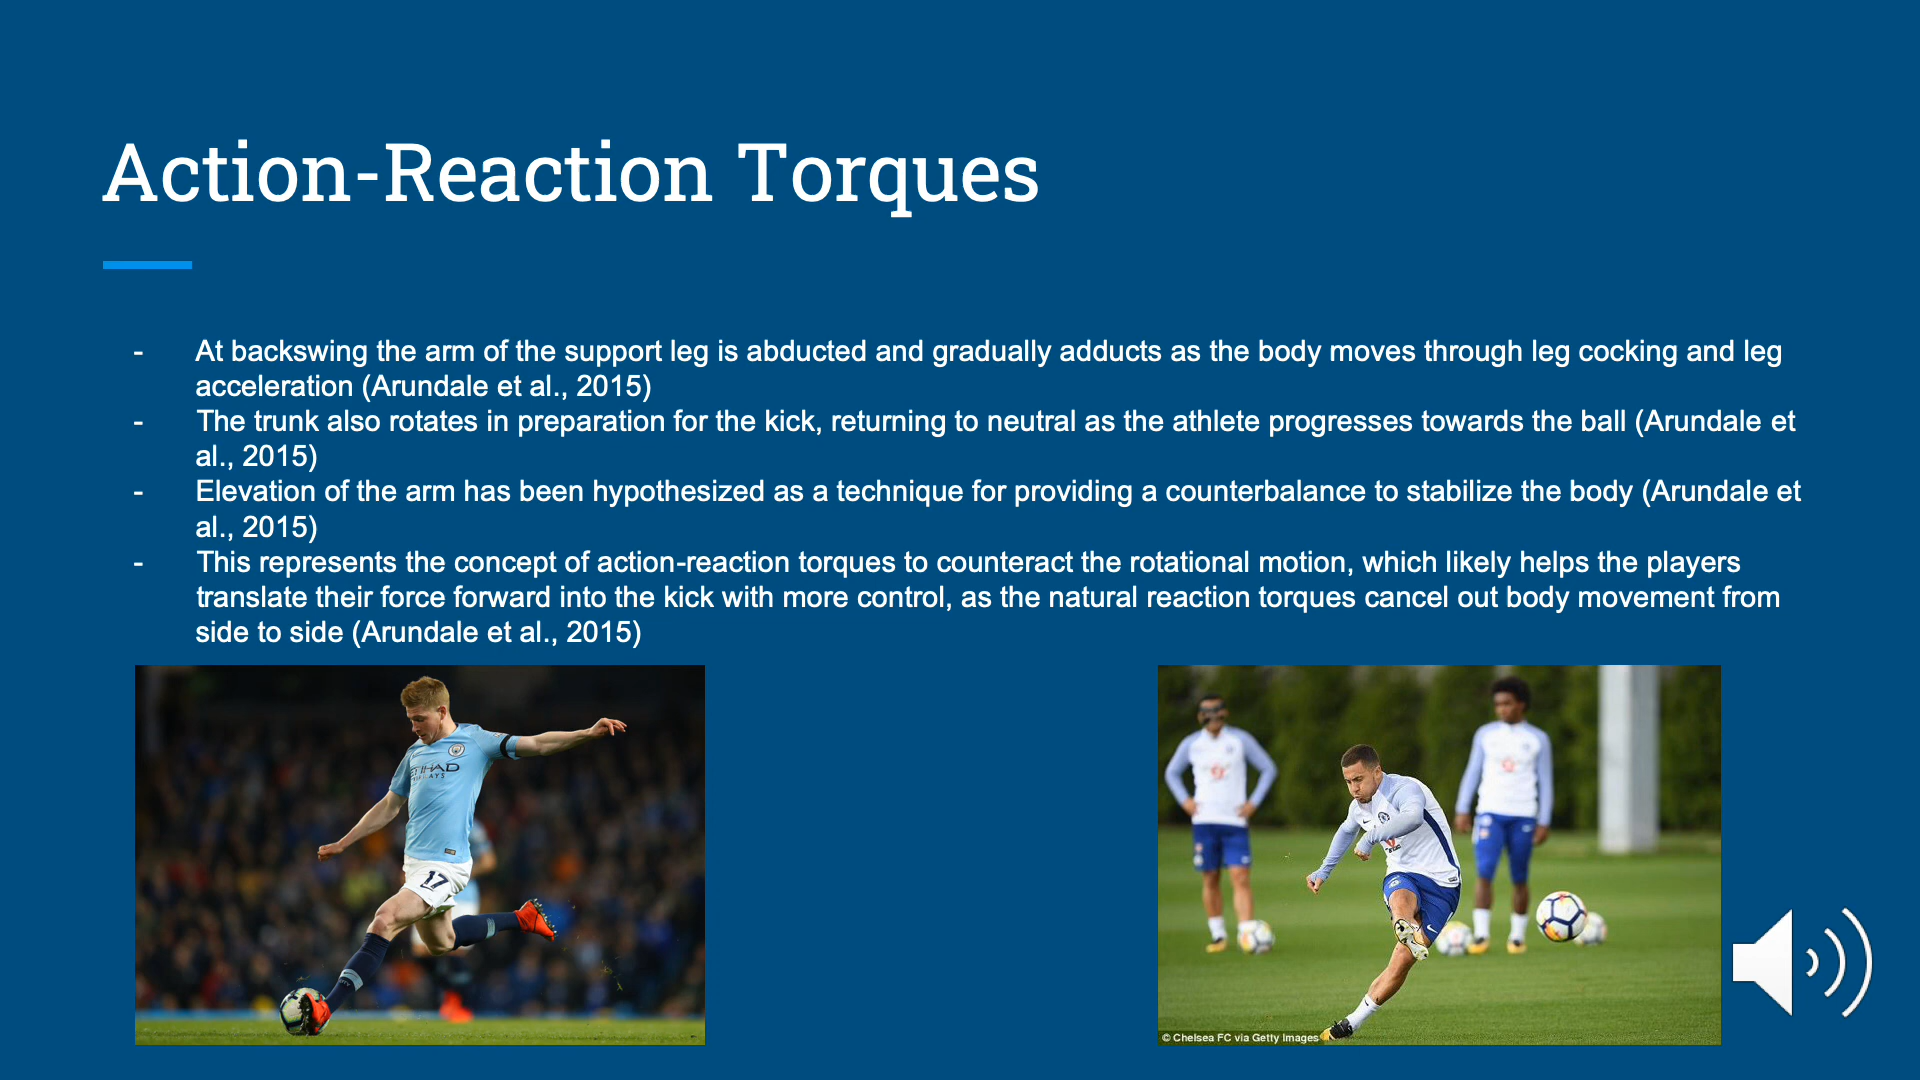 Action-Reaction Torques
- At backswing the arm of the support leg is abducted and gradually adducts as the body moves through leg cocking and leg
acceleration (Arundale et al., 2015)
- The trunk also rotates in preparation for the kick, returning to neutral as the athlete progresses towards the ball (Arundale et
al., 2015)
- Elevation of the arm has been hypothesized as a technique for providing a counterbalance to stabilize the body (Arundale et
al., 2015)
- This represents the concept of action-reaction torques to counteract the rotational motion, which likely helps the players
translate their force forward into the kick with more control, as the natural reaction torques cancel out body movement from
side to side (Arundale et al., 2015)
17
© Chelsea FC via Getty Images